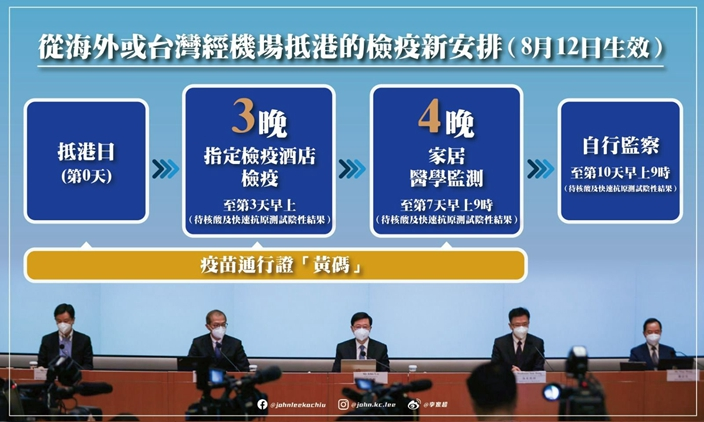 從海外或台灣經機場抵港的檢疫新安排（8月12日生效）
抵港日
(第0天)
3晚
指定檢疫酒店
檢疫
至第3天早上
(待核酸及快速抗原測試陰性結果)
4晚
家居
醫學監測
至第7天早上9時
(待核酸及快速抗原測試陰性結果)
自行監察
至第10天早上9時
(待核酸及快速抗原測試陰性結果)
疫苗通行證「黃碼」
@johnleekachiu
@john.kc.lee
@李家超